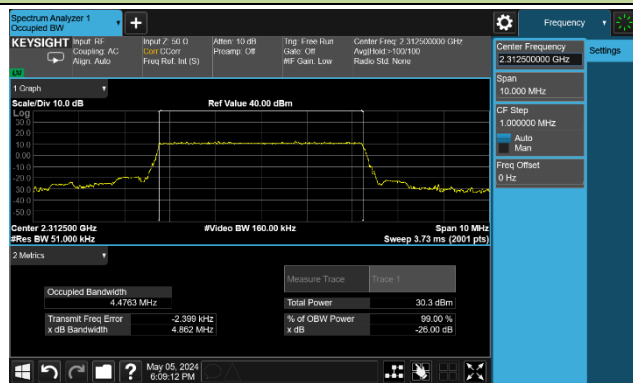 Spectrum Analyzer 1
Occupied BW
Frequency
KEYSIGHT
Input: RF
Coupling: AC
Align: Auto
Input Z: 50 Ω
Corr CCorr
Freq Ref: Int (S)
Atten: 10 dB
Preamp: Off
Trig: Free Run
Gate: Off
#IF Gain: Low
Center Freq: 2.312500000 GHz
Avg|Hold:>100/100
Radio Std: None
LW
Center Frequency
2.312500000 GHz
Settings
Span
10.000 MHz
CF Step
1.000000 MHz
Auto
Man
Freq Offset
0 Hz
1 Graph
Scale/Div 10.0 dB
Ref Value 40.00 dBm
Log
30.0
20.0
10.0
0.00
-10.0
-20.0
-30.0
-40.0
-50.0
Center 2.312500 GHz
#Video BW 160.00 kHz
Span 10 MHz
#Res BW 51.000 kHz
Sweep 3.73 ms (2001 pts)
2 Metrics
Measure Trace
Trace 1
Occupied Bandwidth
4.4763 MHz
Total Power
30.3 dBm
Transmit Freq Error
-2.399 kHz
% of OBW Power
99.00 %
x dB Bandwidth
4.862 MHz
x dB
-26.00 dB
May 05, 2024
6:09:12 PM